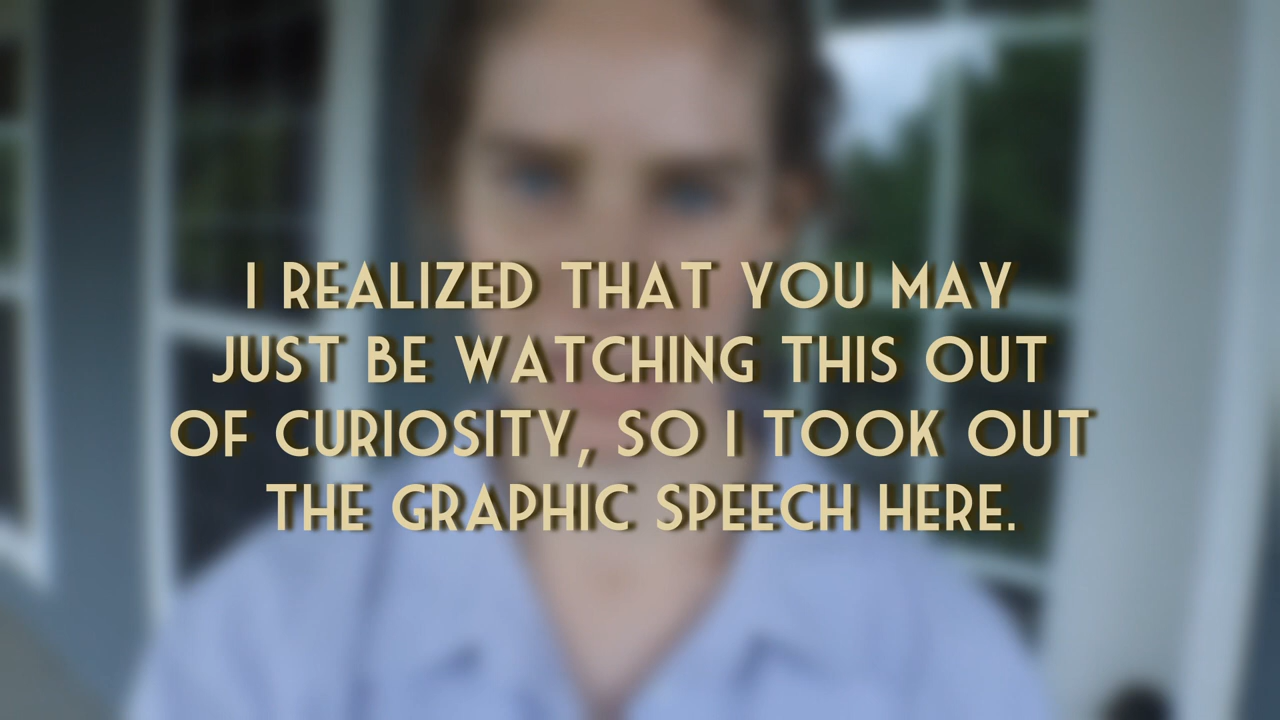 I REALIZED THAT YOU MAY
JUST BE WATCHING THIS OUT
OF CURIOSITY, SO I TOOK OUT
THE GRAPHIC SPEECH HERE.